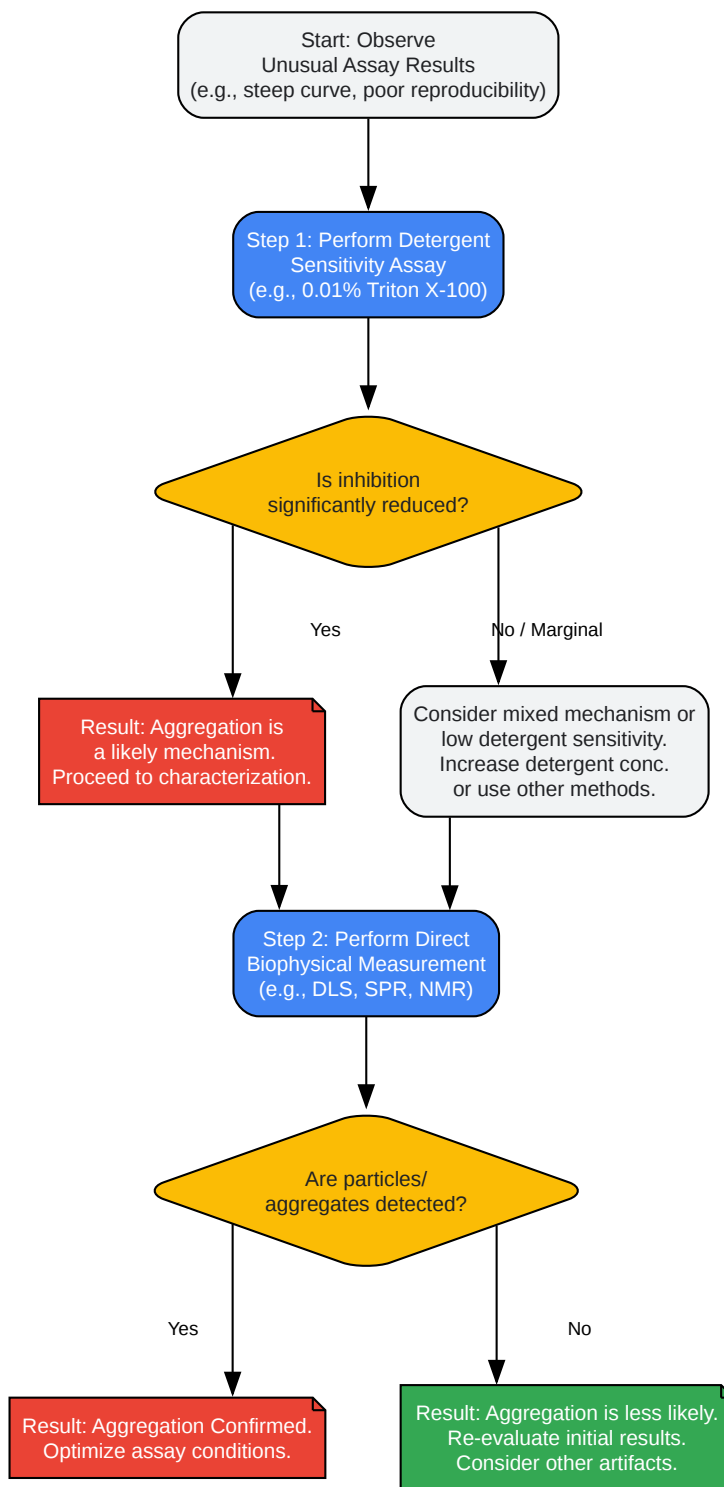 Start: Observe
Unusual Assay Results
(e.g., steep curve, poor reproducibility)
Step 1: Perform Detergent
Sensitivity Assay
(e.g., 0.01% Triton X-100)
Is inhibition
significantly reduced?
Yes
No / Marginal
Result: Aggregation is
a likely mechanism.
Proceed to characterization.
Consider mixed mechanism or
low detergent sensitivity.
Increase detergent conc.
or use other methods.
Step 2: Perform Direct
Biophysical Measurement
(e.g., DLS, SPR, NMR)
Are particles/
aggregates detected?
Yes
No
Result: Aggregation Confirmed.
Optimize assay conditions.
Result: Aggregation is less likely.
Re-evaluate initial results.
Consider other artifacts.